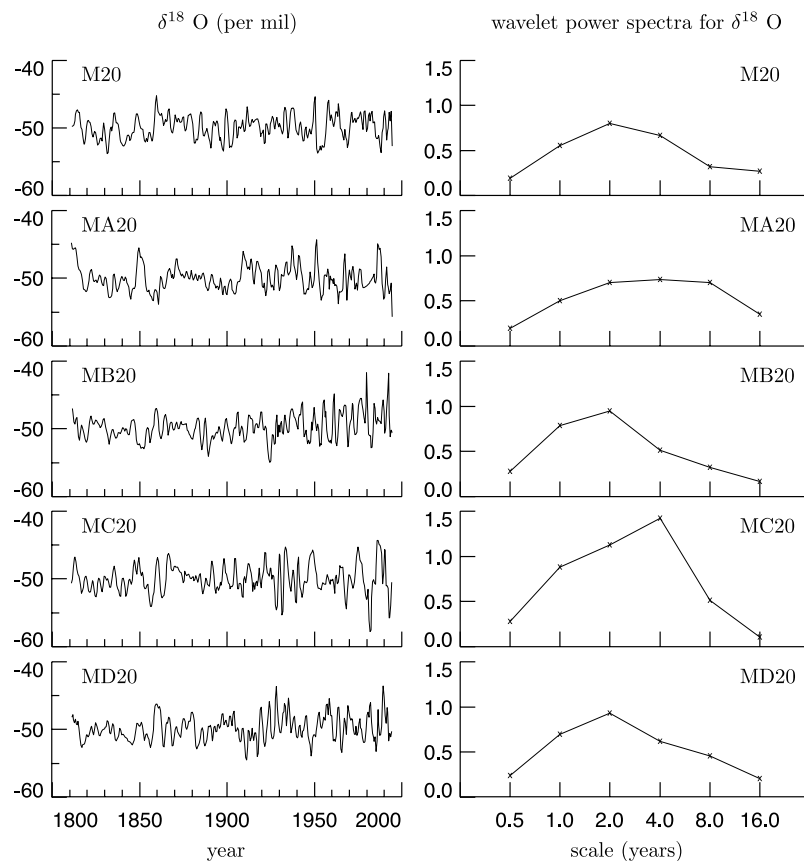 δ¹⁸ O (per mil)
wavelet power spectra for δ¹⁸ O
-40
-50
-60
M20
1.5
1.0
0.5
0.0
M20
-40
-50
-60
MA20
1.5
1.0
0.5
0.0
MA20
-40
-50
-60
MB20
1.5
1.0
0.5
0.0
MB20
-40
-50
-60
MC20
1.5
1.0
0.5
0.0
MC20
-40
-50
-60
MD20
1.5
1.0
0.5
0.0
MD20
1800 1850 1900 1950 2000
year
0.5 1.0 2.0 4.0 8.0 16.0
scale (years)